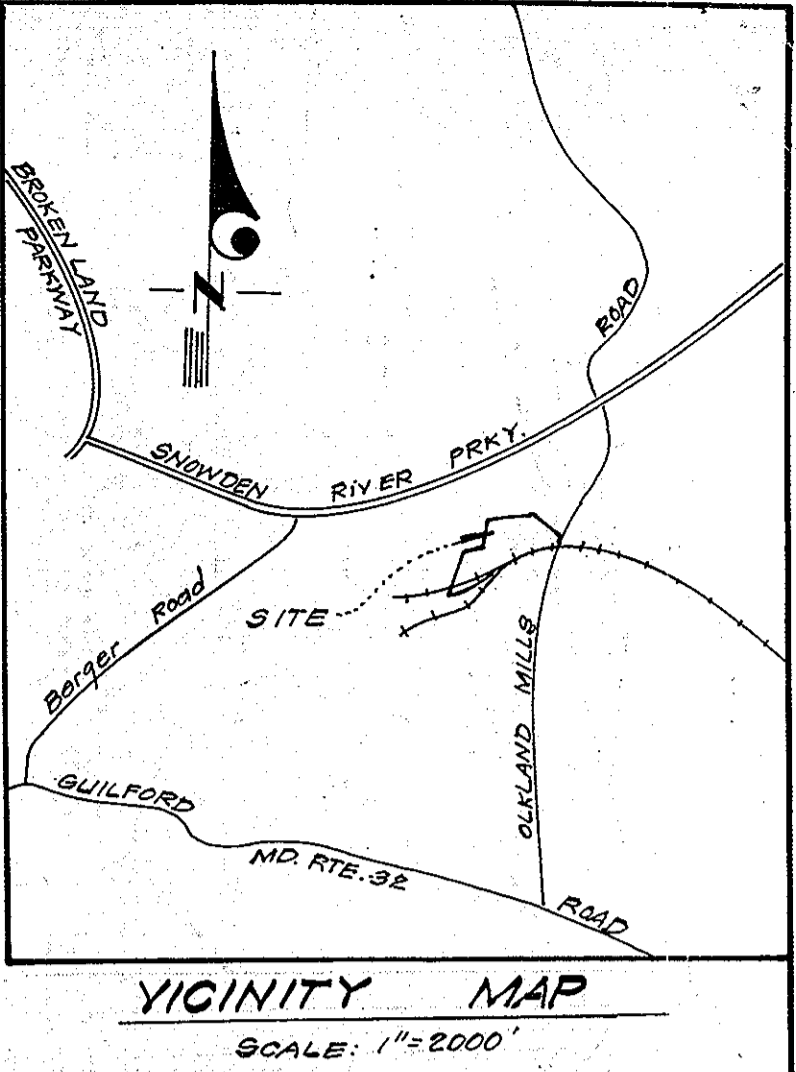 BROKEN LAND
PARKWAY
N
ROAD
SNOWDEN RIVER PRKY.
Berger Road
SITE
OLKLAND MILLS
GUILFORD
MD. RTE. 32
ROAD
VICINITY MAP
SCALE: 1"=2000'